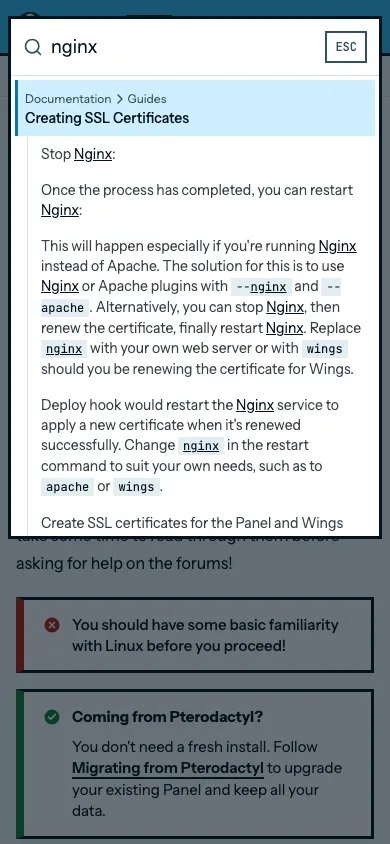 nginx
ESC
Documentation > Guides
Creating SSL Certificates
Stop Nginx:
Once the process has completed, you can restart
Nginx:
This will happen especially if you're running Nginx
instead of Apache. The solution for this is to use
Nginx or Apache plugins with --nginx and --
apache. Alternatively, you can stop Nginx, then
renew the certificate, finally restart Nginx. Replace
nginx with your own web server or with wings
should you be renewing the certificate for Wings.
Deploy hook would restart the Nginx service to
apply a new certificate when it's renewed
successfully. Change nginx in the restart
command to suit your own needs, such as to
apache or wings.
Create SSL certificates for the Panel and Wings
take some time to read through them before
asking for help on the forums!
You should have some basic familiarity
with Linux before you proceed!
Coming from Pterodactyl?
You don't need a fresh install. Follow
Migrating from Pterodactyl to upgrade
your existing Panel and keep all your
data.